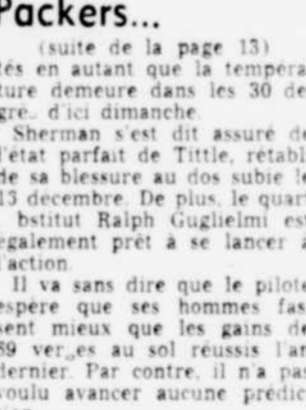 Packers...
(suite de la page 13)
tés en autant que la tempéra-
ture demeure dans les 30 de-
gré d'ici dimanche.
Sherman s'est dit assuré de
l'état parfait de Tittle, rétabli
de sa blessure au dos subie le
15 décembre. De plus, le quart
bstitut Ralph Guglielmi est
également prêt à se lancer à
l'action.
Il va sans dire que le pilote
espère que ses hommes fas-
sent mieux que les gains de
69 ver es au sol réussis l'an
dernier. Par contre, il n'a pas
voulu avancer aucune prédic-